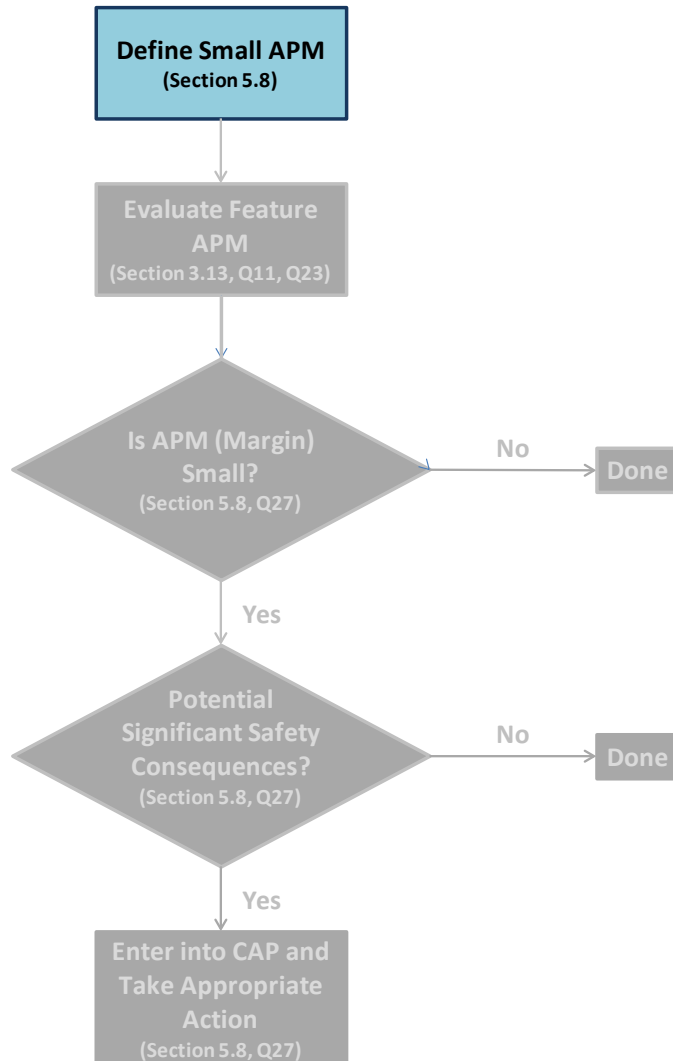 Define Small APM
(Section 5.8)
Evaluate Feature
APM
(Section 3.13, Q11, Q23)
Is APM (Margin)
Small?
(Section 5.8, Q27)
No
Done
Yes
Potential
Significant Safety
Consequences?
(Section 5.8, Q27)
No
Done
Yes
Enter into CAP and
Take Appropriate
Action
(Section 5.8, Q27)